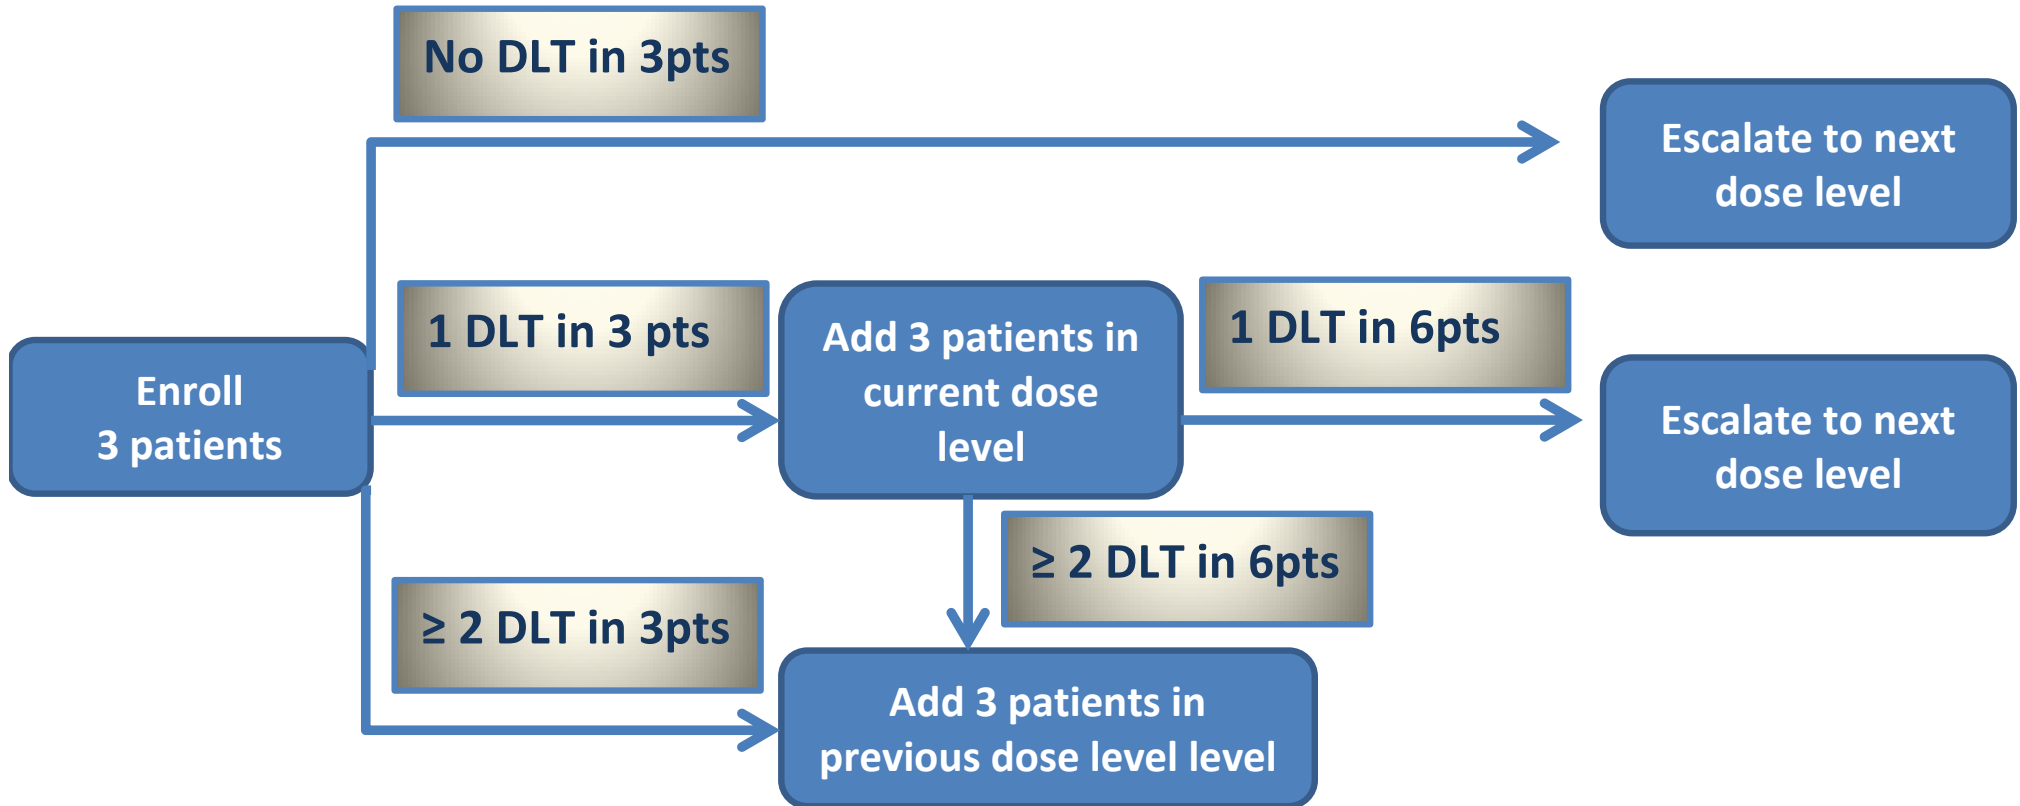 No DLT in 3pts
Escalate to next
dose level
1 DLT in 3 pts
Add 3 patients in
current dose
level
1 DLT in 6pts
Enroll
3 patients
Escalate to next
dose level
≥ 2 DLT in 6pts
≥ 2 DLT in 3pts
Add 3 patients in
previous dose level level